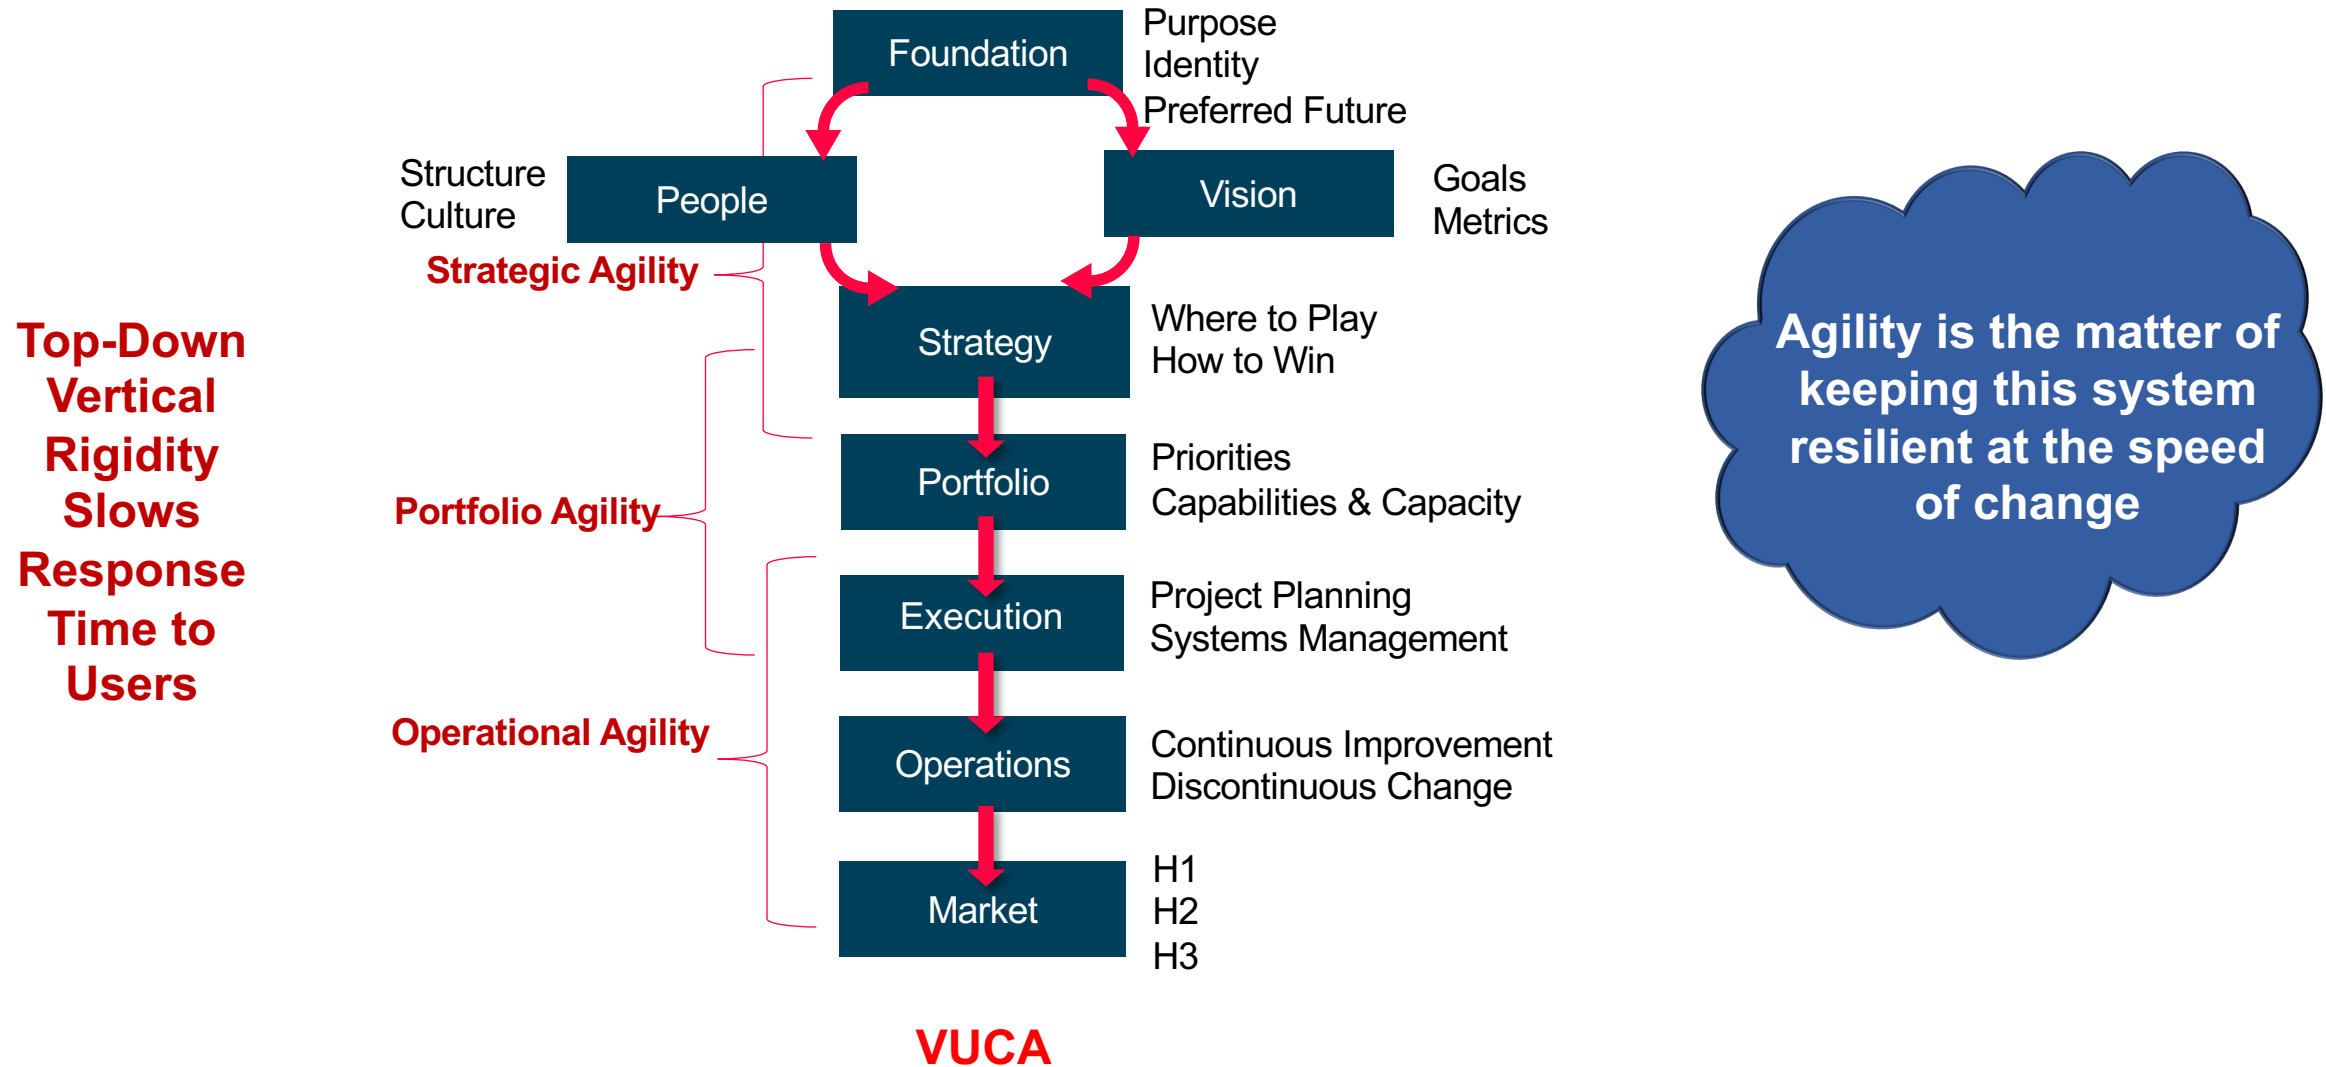 Foundation
Purpose
Identity
Preferred Future
Structure
Culture
People
Vision
Goals
Metrics
Strategic Agility
Strategy
Where to Play
How to Win
Top-Down
Vertical
Rigidity
Slows
Response
Time to
Users
Portfolio
Priorities
Capabilities & Capacity
Portfolio Agility
Execution
Project Planning
Systems Management
Operational Agility
Operations
Continuous Improvement
Discontinuous Change
Market
H1
H2
H3
VUCA
Agility is the matter of
keeping this system
resilient at the speed
of change